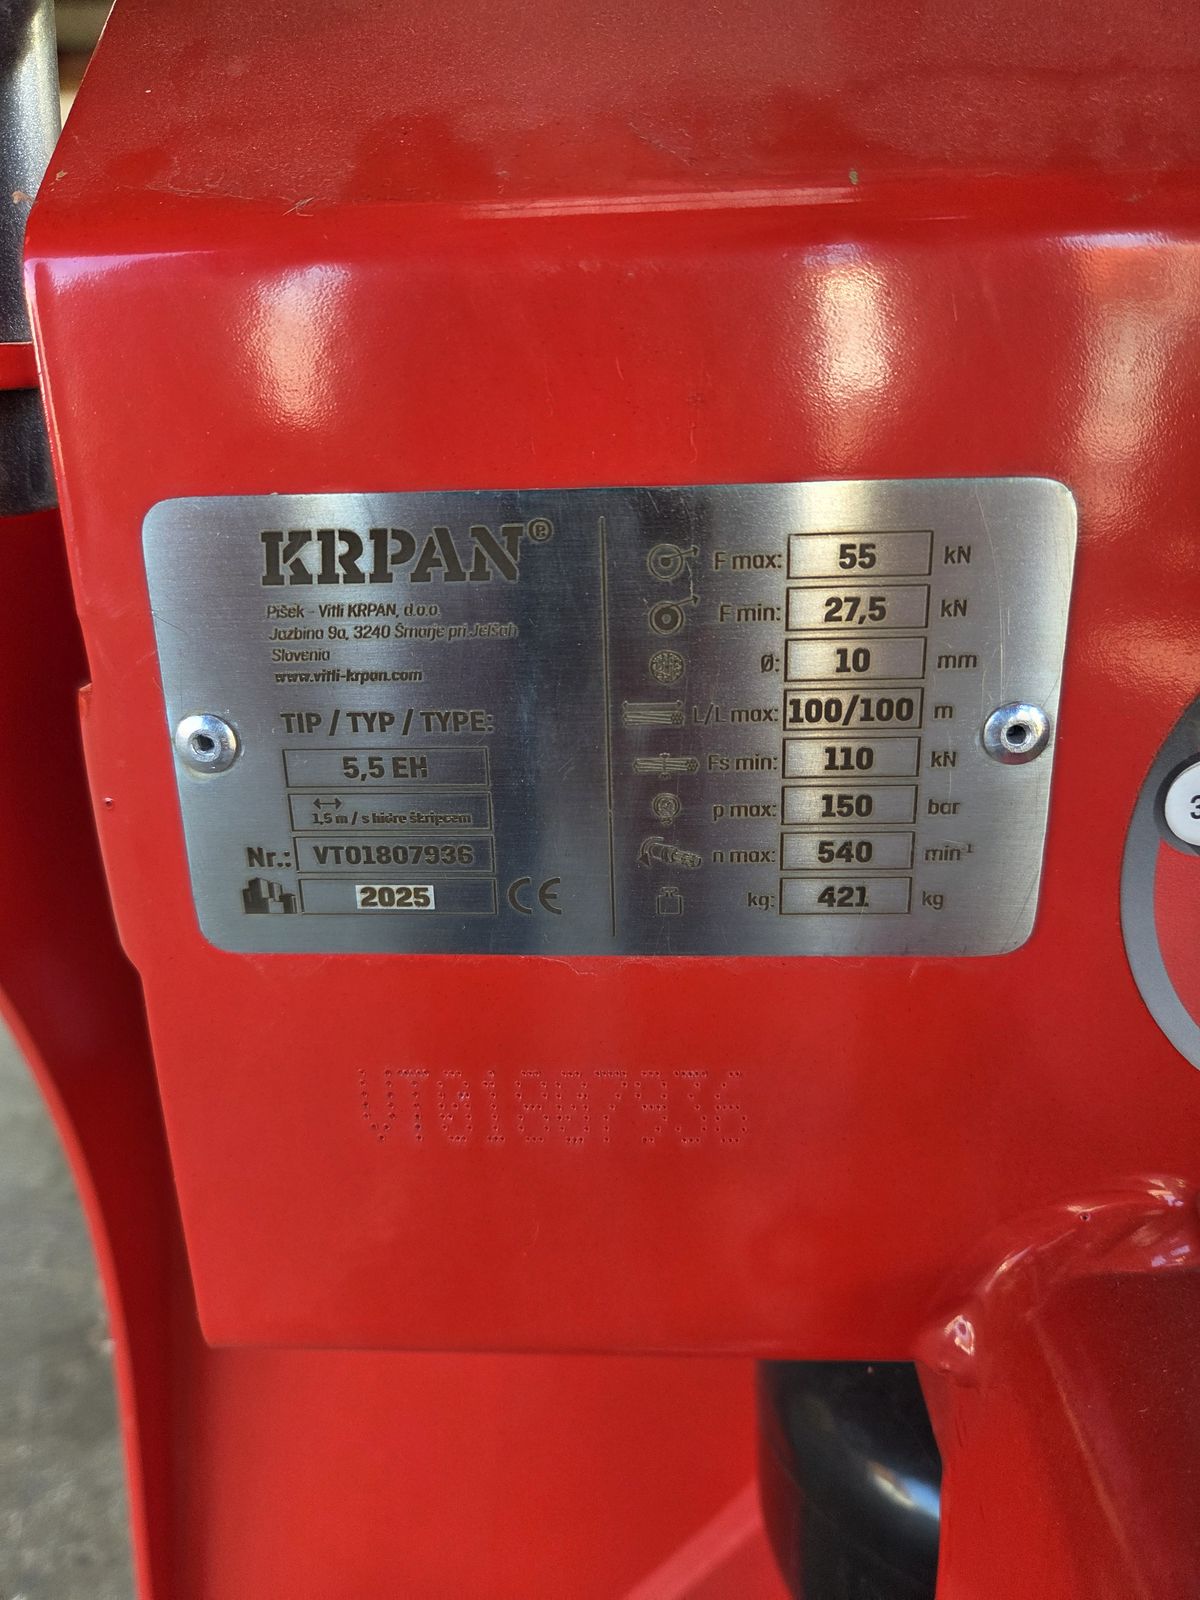 KRPAN®
Pišek - Vitli KRPAN, d.o.o.
Jazbina 9a, 3240 Šmarje pri Jelšah
Slovenia
www.vitli-krpan.com
TIP / TYP / TYPE:
5,5 EH
1,5 m / s hidre škripcem
Nr.: VT01807936
2025 CE
F max: 55 kN
F min: 27,5 kN
Ø: 10 mm
L/L max: 100/100 m
Fs min: 110 kN
p max: 150 bar
n max: 540 min⁻¹
kg: 421 kg
3
VT01807936